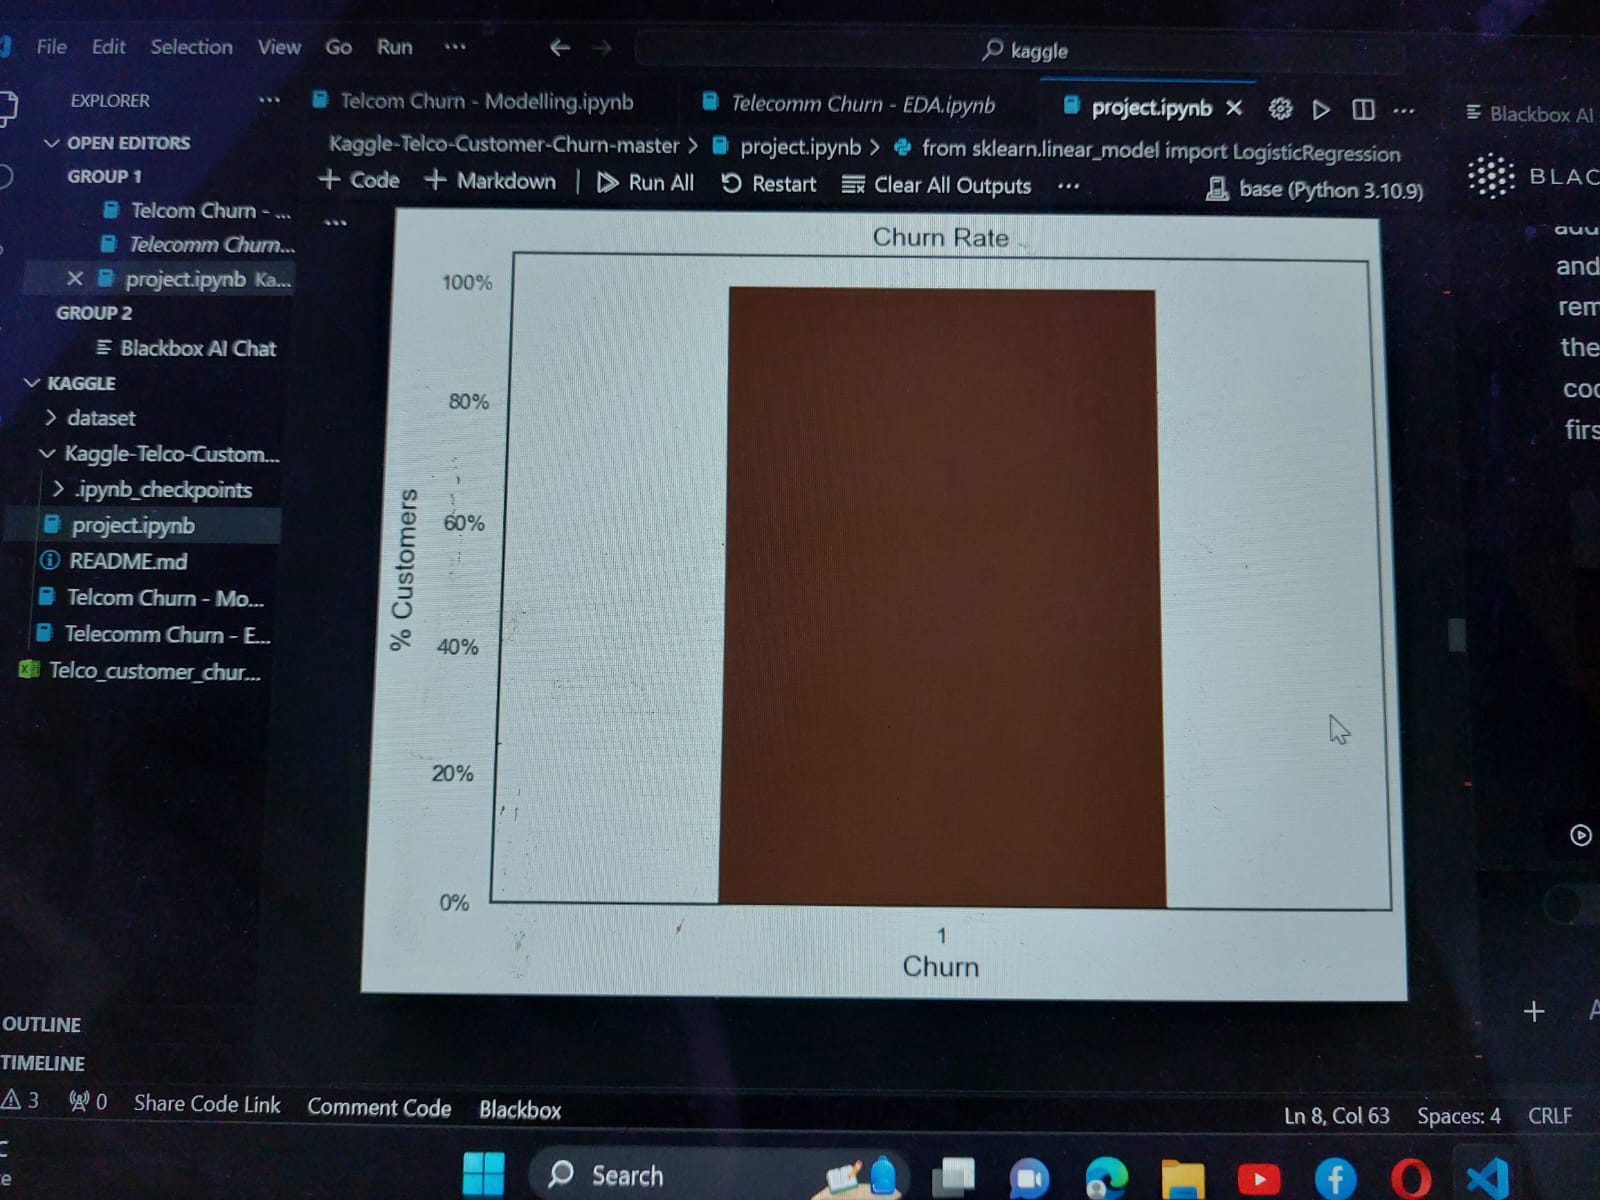 File Edit Selection View Go Run ...
kaggle
EXPLORER ...
Telcom Churn - Modelling.ipynb
Telecomm Churn - EDA.ipynb
project.ipynb
Blackbox AI
OPEN EDITORS
Kaggle-Telco-Customer-Churn-master > project.ipynb > from sklearn.linear_model import LogisticRegression
GROUP 1
+ Code + Markdown | Run All Restart Clear All Outputs ...
base (Python 3.10.9)
BLAC
Telcom Churn - ...
Telecomm Churn...
project.ipynb Ka...
GROUP 2
Blackbox AI Chat
KAGGLE
dataset
Kaggle-Telco-Custom...
.ipynb_checkpoints
project.ipynb
README.md
Telcom Churn - Mo...
Telecomm Churn - E...
Telco_customer_chur...
...
Churn Rate
100%
80%
60%
40%
20%
0%
% Customers
1
Churn
and
rem
the
coo
firs
OUTLINE
TIMELINE
3 0 Share Code Link Comment Code Blackbox
Ln 8, Col 63 Spaces: 4 CRLF
Search